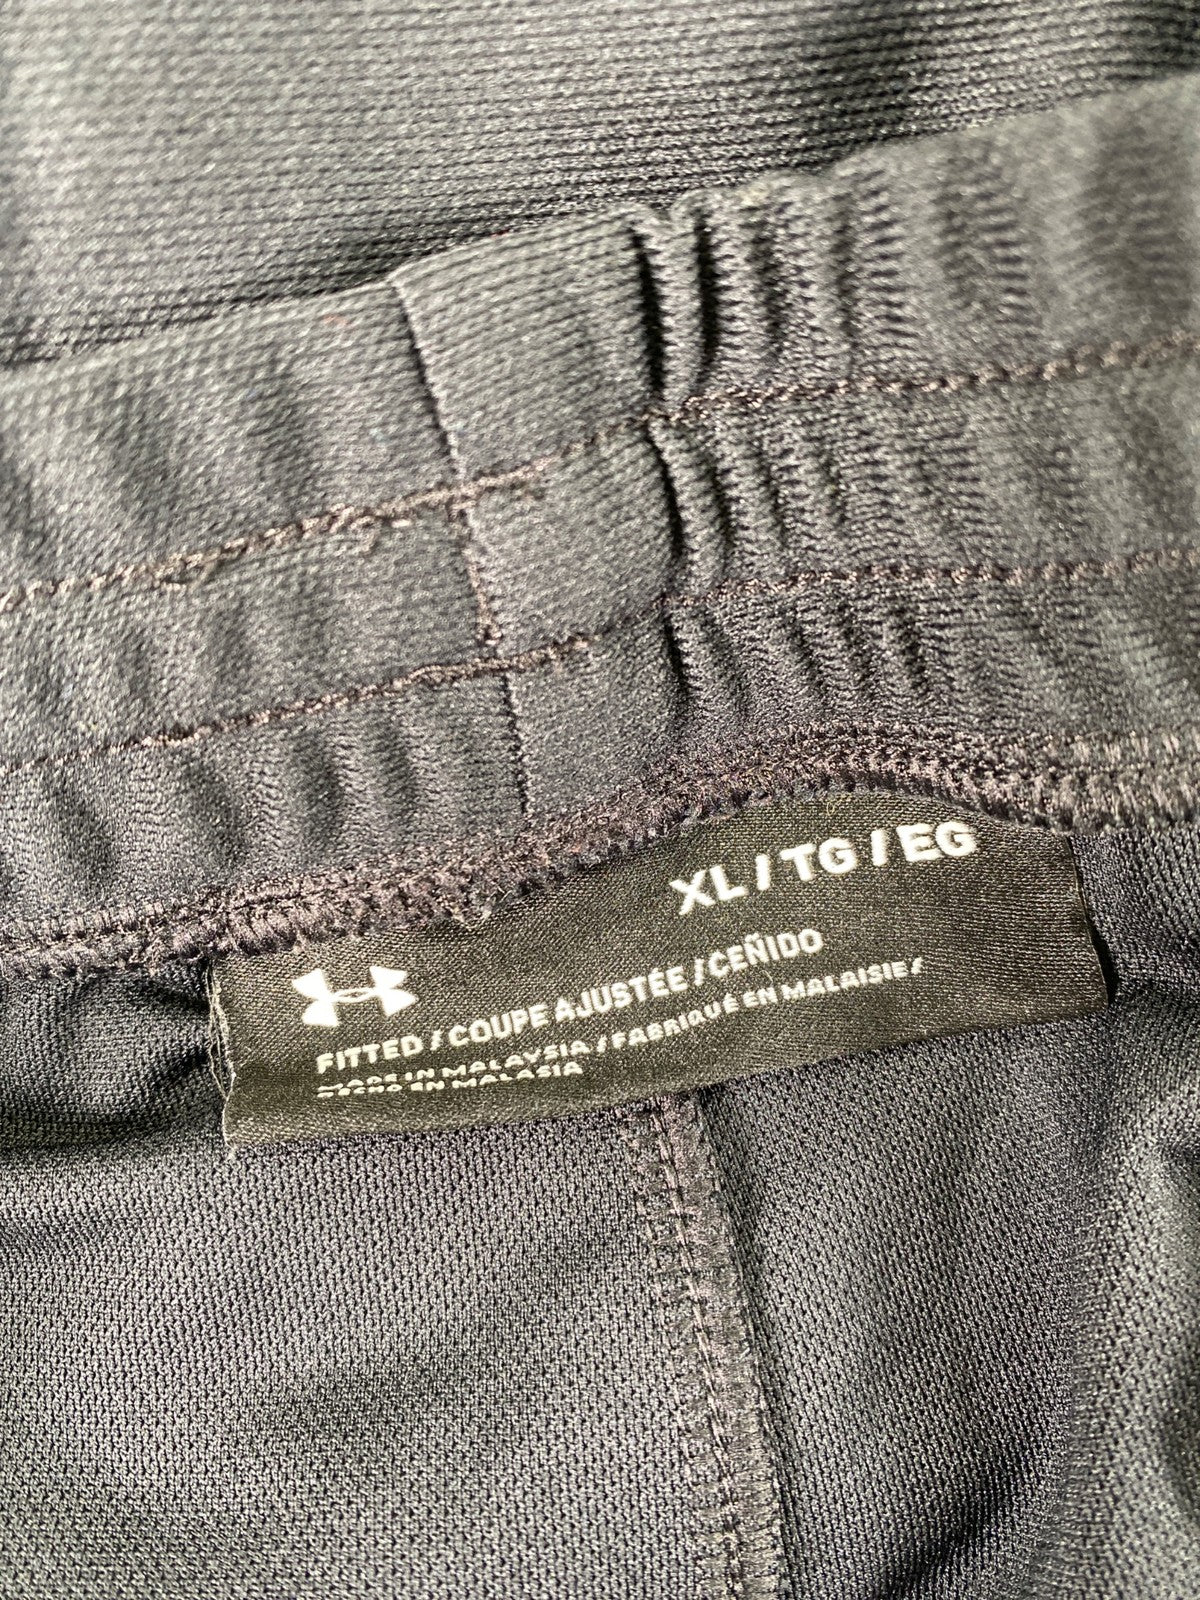 XL / TG / EG
FITTED / COUPE AJUSTÉE / CEÑIDO
MADE IN MALAYSIA / FABRIQUÉ EN MALAISIE /
HECHO EN MALASIA